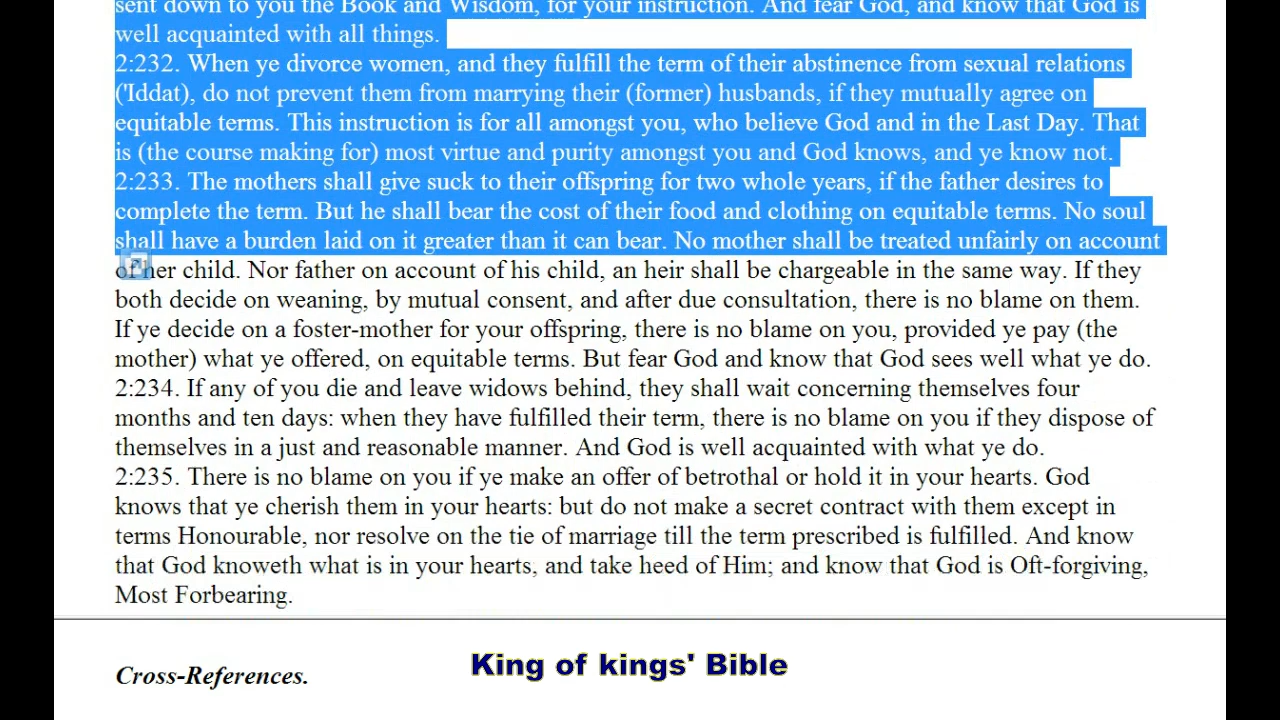 sent down to you the Book and Wisdom, for your instruction. And fear God, and know that God is
well acquainted with all things.
2:232. When ye divorce women, and they fulfill the term of their abstinence from sexual relations
('Iddat), do not prevent them from marrying their (former) husbands, if they mutually agree on
equitable terms. This instruction is for all amongst you, who believe God and in the Last Day. That
is (the course making for) most virtue and purity amongst you and God knows, and ye know not.
2:233. The mothers shall give suck to their offspring for two whole years, if the father desires to
complete the term. But he shall bear the cost of their food and clothing on equitable terms. No soul
shall have a burden laid on it greater than it can bear. No mother shall be treated unfairly on account
of her child. Nor father on account of his child, an heir shall be chargeable in the same way. If they
both decide on weaning, by mutual consent, and after due consultation, there is no blame on them.
If ye decide on a foster-mother for your offspring, there is no blame on you, provided ye pay (the
mother) what ye offered, on equitable terms. But fear God and know that God sees well what ye do.
2:234. If any of you die and leave widows behind, they shall wait concerning themselves four
months and ten days: when they have fulfilled their term, there is no blame on you if they dispose of
themselves in a just and reasonable manner. And God is well acquainted with what ye do.
2:235. There is no blame on you if ye make an offer of betrothal or hold it in your hearts. God
knows that ye cherish them in your hearts: but do not make a secret contract with them except in
terms Honourable, nor resolve on the tie of marriage till the term prescribed is fulfilled. And know
that God knoweth what is in your hearts, and take heed of Him; and know that God is Oft-forgiving,
Most Forbearing.
King of kings' Bible
Cross-References.